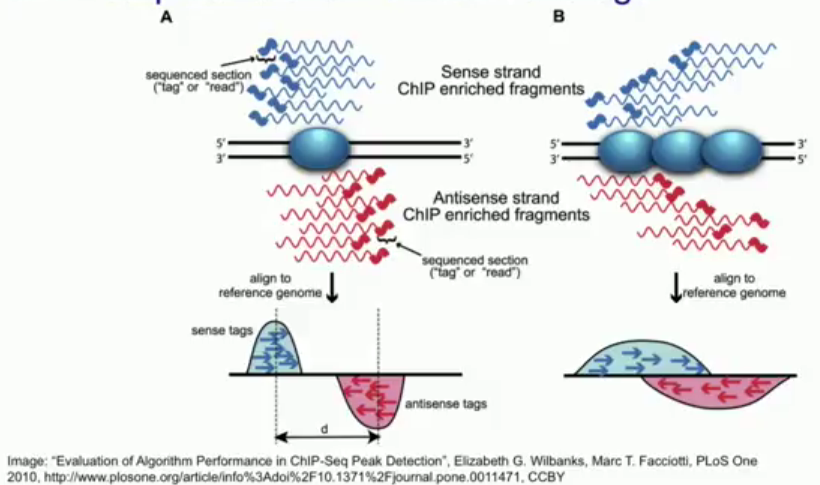 A
B
sequenced section
("tag" or "read")
Sense strand
ChIP enriched fragments
5'
3'
3'
5'
5'
3'
3'
5'
Antisense strand
ChIP enriched fragments
sequenced section
("tag" or "read")
align to
reference genome
align to
reference genome
sense tags
antisense tags
d
Image: "Evaluation of Algorithm Performance in ChIP-Seq Peak Detection", Elizabeth G. Wilbanks, Marc T. Facciotti, PLoS One
2010, http://www.plosone.org/article/info%3Adoi%2F10.1371%2Fjournal.pone.0011471, CCBY